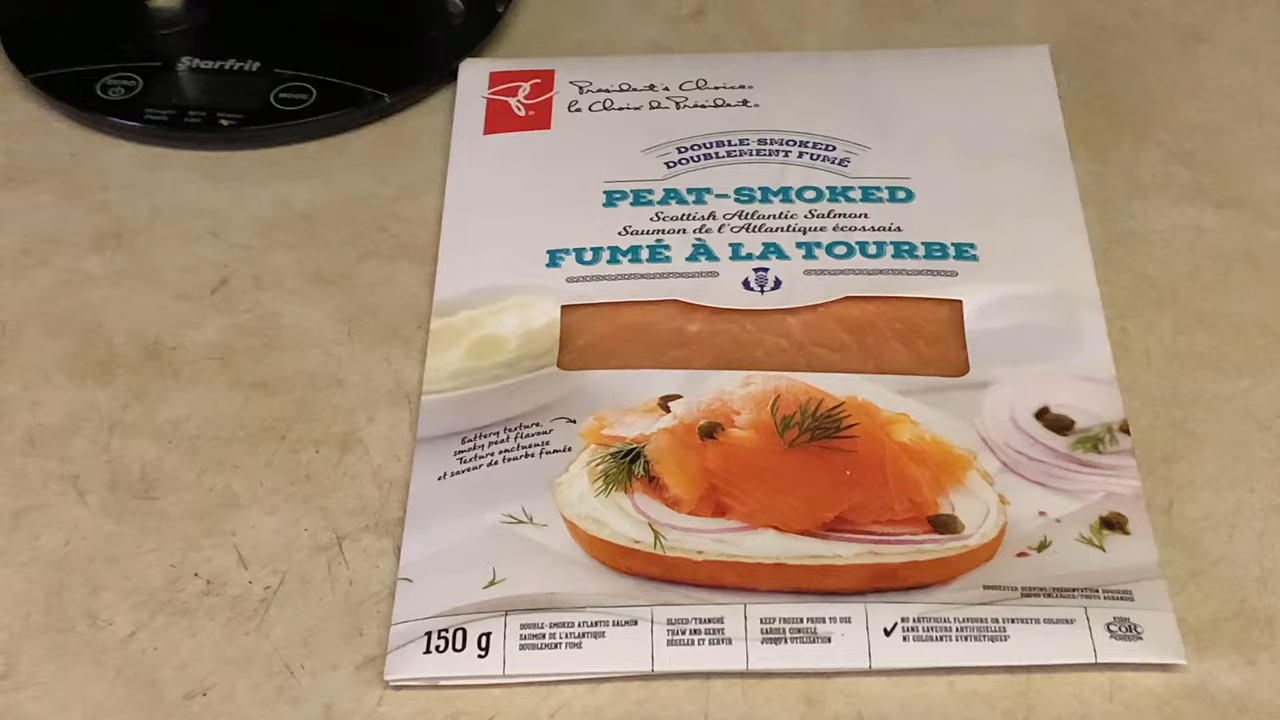 Starfrit
ZERO
MODE
President's Choice
le Choix du Président
DOUBLE-SMOKED
DOUBLEMENT FUMÉ
PEAT-SMOKED
Scottish Atlantic Salmon
Saumon de l'Atlantique écossais
FUMÉ À LA TOURBE
Buttery texture,
smoky peat flavour
Texture onctueuse
et saveur de tourbe fumée
SUGGESTED SERVING/PRÉSENTATION SUGGÉRÉE
PHOTO ENLARGED/PHOTO AGRANDIE
150 g
DOUBLE-SMOKED ATLANTIC SALMON
SAUMON DE L'ATLANTIQUE
DOUBLEMENT FUMÉ
SLICED/TRANCHÉ
THAW AND SERVE
DÉGELER ET SERVIR
KEEP FROZEN PRIOR TO USE
GARDER CONGELÉ
JUSQU'À UTILISATION
NO ARTIFICIAL FLAVOURS OR SYNTHETIC COLOURS*
SANS SAVEURS ARTIFICIELLES
NI COLORANTS SYNTHÉTIQUES*
COR